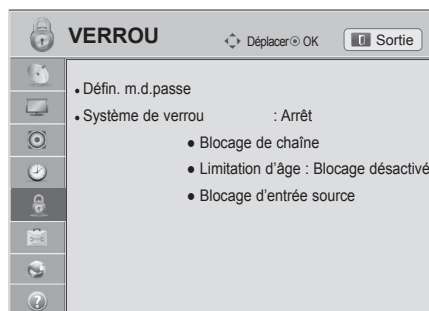 VERROU Déplacer OK Sortie
• Défin. m.d.passe
• Système de verrou : Arrêt
● Blocage de chaîne
● Limitation d'âge : Blocage désactivé
● Blocage d'entrée source
?